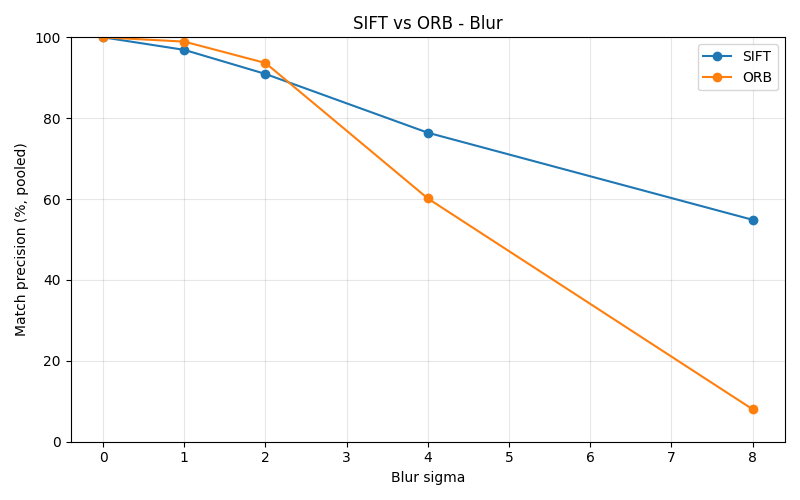 SIFT vs ORB - Blur
SIFT
ORB
Match precision (%, pooled)
100
80
60
40
20
0
0 1 2 3 4 5 6 7 8
Blur sigma